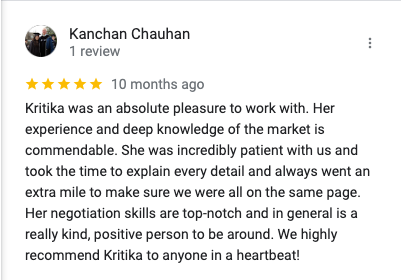 Kanchan Chauhan
1 review
10 months ago
Kritika was an absolute pleasure to work with. Her
experience and deep knowledge of the market is
commendable. She was incredibly patient with us and
took the time to explain every detail and always went an
extra mile to make sure we were all on the same page.
Her negotiation skills are top-notch and in general is a
really kind, positive person to be around. We highly
recommend Kritika to anyone in a heartbeat!